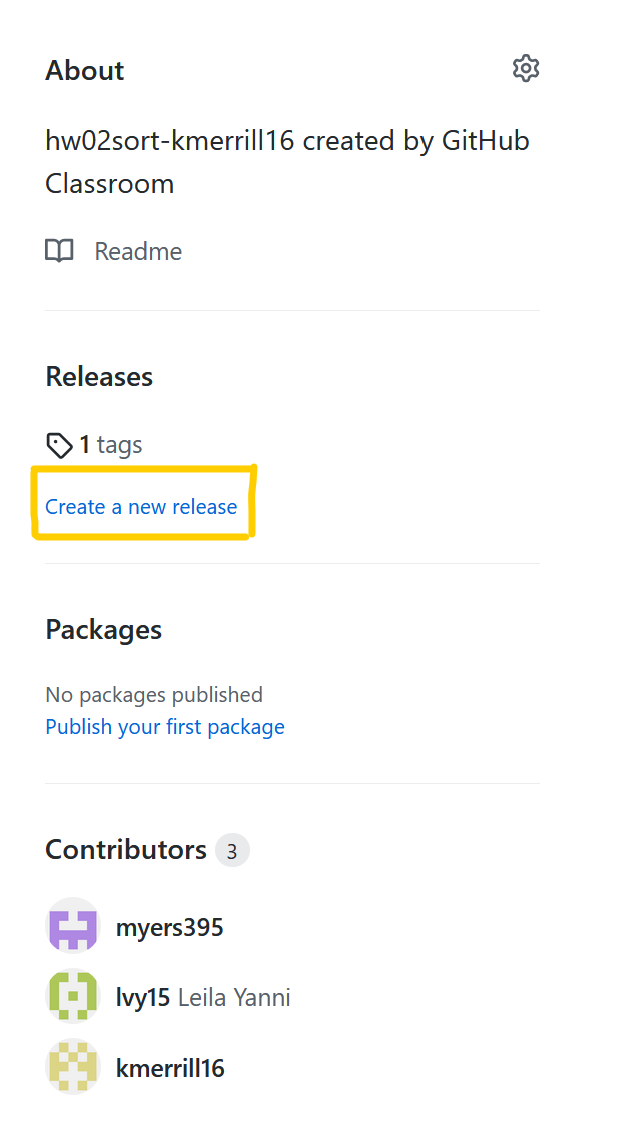 About
hw02sort-kmerrill16 created by GitHub
Classroom
Readme
Releases
1 tags
Create a new release
Packages
No packages published
Publish your first package
Contributors 3
myers395
lvy15 Leila Yanni
kmerrill16